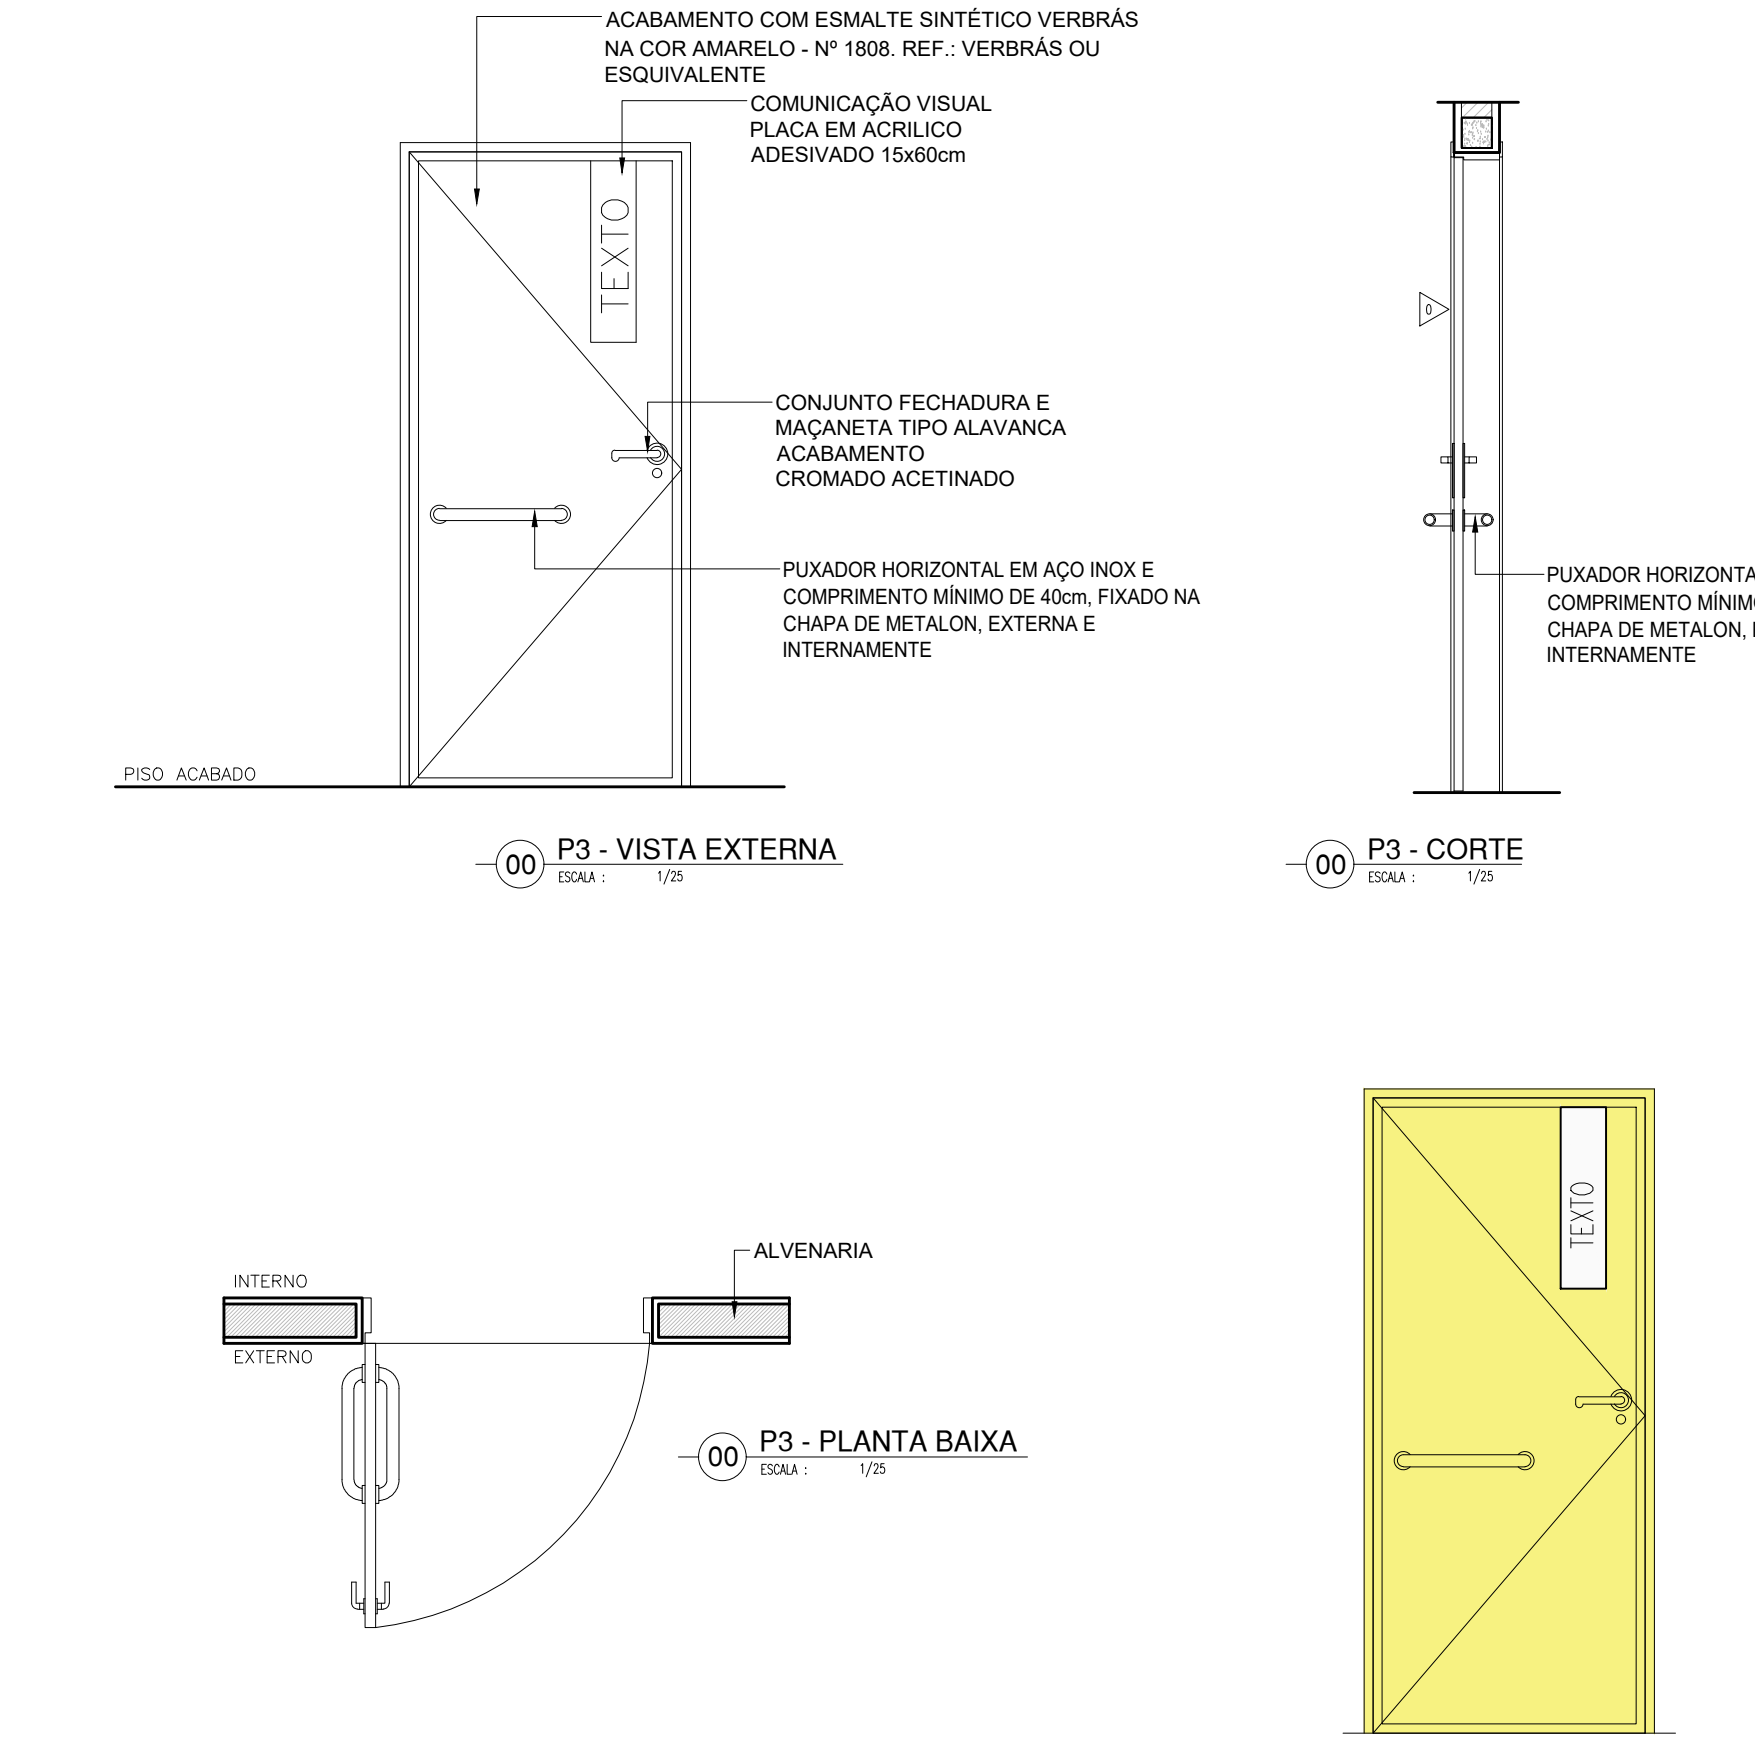 ACABAMENTO COM ESMALTE SINTÉTICO VERBRÁS
NA COR AMARELO - Nº 1808. REF.: VERBRÁS OU
ESQUIVALENTE
COMUNICAÇÃO VISUAL
PLACA EM ACRILICO
ADESIVADO 15x60cm
TEXTO
CONJUNTO FECHADURA E
MAÇANETA TIPO ALAVANCA
ACABAMENTO
CROMADO ACETINADO
PUXADOR HORIZONTAL EM AÇO INOX E
COMPRIMENTO MÍNIMO DE 40cm, FIXADO NA
CHAPA DE METALON, EXTERNA E
INTERNAMENTE
PISO ACABADO
00 P3 - VISTA EXTERNA
ESCALA : 1/25
0
PUXADOR HORIZONTA
COMPRIMENTO MÍNIM
CHAPA DE METALON,
INTERNAMENTE
00 P3 - CORTE
ESCALA : 1/25
ALVENARIA
INTERNO
EXTERNO
00 P3 - PLANTA BAIXA
ESCALA : 1/25
TEXTO